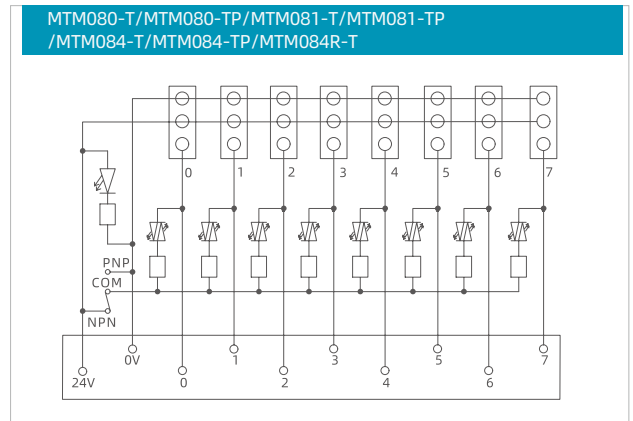 MTM080-T/MTM080-TP/MTM081-T/MTM081-TP
/MTM084-T/MTM084-TP/MTM084R-T
0 1 2 3 4 5 6 7
PNP
COM
NPN
0V 1 3 5 7
24V 0 2 4 6